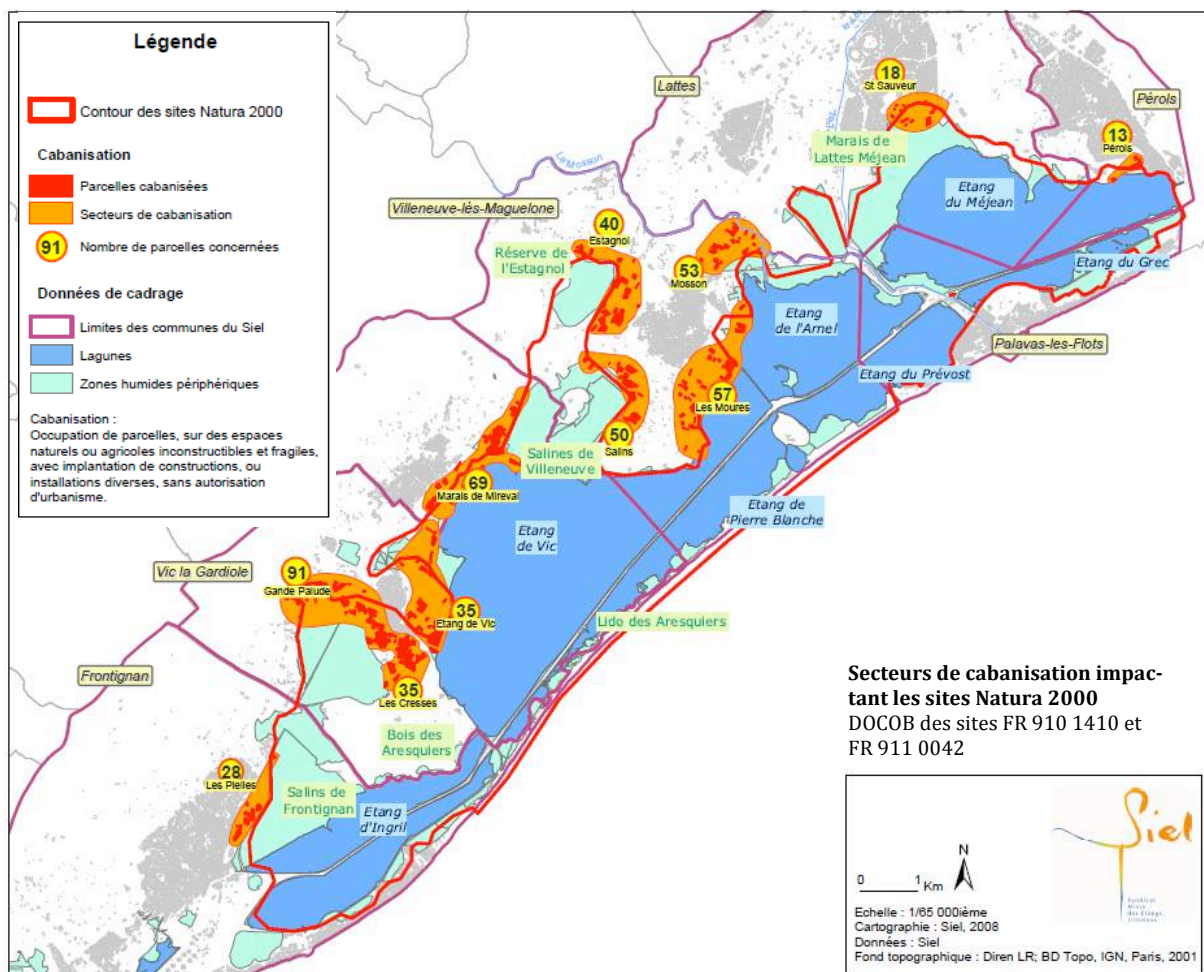 Légende
Contour des sites Natura 2000
Cabanisation
Parcelles cabanisées
Secteurs de cabanisation
91
Nombre de parcelles concernées
Données de cadrage
Limites des communes du Siel
Lagunes
Zones humides périphériques
Cabanisation :
Occupation de parcelles, sur des espaces
naturels ou agricoles inconstructibles et fragiles,
avec implantation de constructions, ou
installations diverses, sans autorisation
d'urbanisme.
Lattes
18
St Sauveur
Pérols
13
Pérols
Marais de
Lattes Méjean
La Mosson
Etang
du Méjean
Villeneuve-lès-Maguelone
40
Estagnol
Réserve de
l'Estagnol
53
Mosson
Etang du Grec
Etang
de l'Arnel
Palavas-les-Flots
Etang du Prévost
57
Les Moures
50
Salins
Salines de
Villeneuve
69
Marais de Mireval
Etang de
Pierre Blanche
Etang
de Vic
Vic la Gardiole
91
Gande Palude
35
Etang de Vic
Lido des Aresquiers
Frontignan
35
Les Cresses
Bois des
Aresquiers
28
Les Pielles
Salins de
Frontignan
Etang
d'Ingril
Secteurs de cabanisation impac-
tant les sites Natura 2000
DOCOB des sites FR 910 1410 et
FR 911 0042
Siel
Syndicat
Mixte
des Etangs
Littoraux
N
0 1 Km
Echelle : 1/65 000ième
Cartographie : Siel, 2008
Données : Siel
Fond topographique : Diren LR; BD Topo, IGN, Paris, 2001